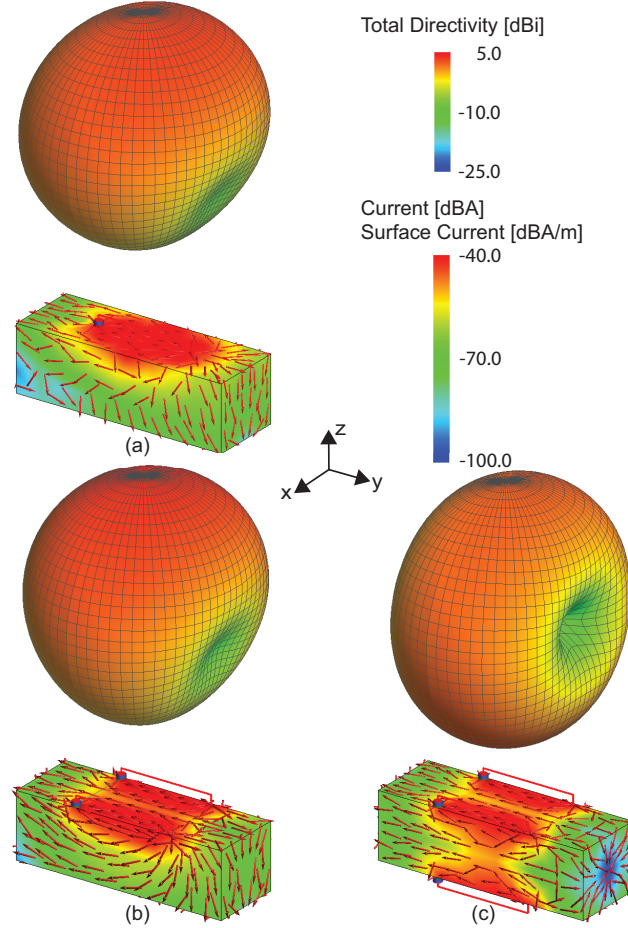 Total Directivity [dBi]
5.0
-10.0
-25.0
Current [dBA]
Surface Current [dBA/m]
-40.0
-70.0
-100.0
(a)
z
x
y
(b)
(c)